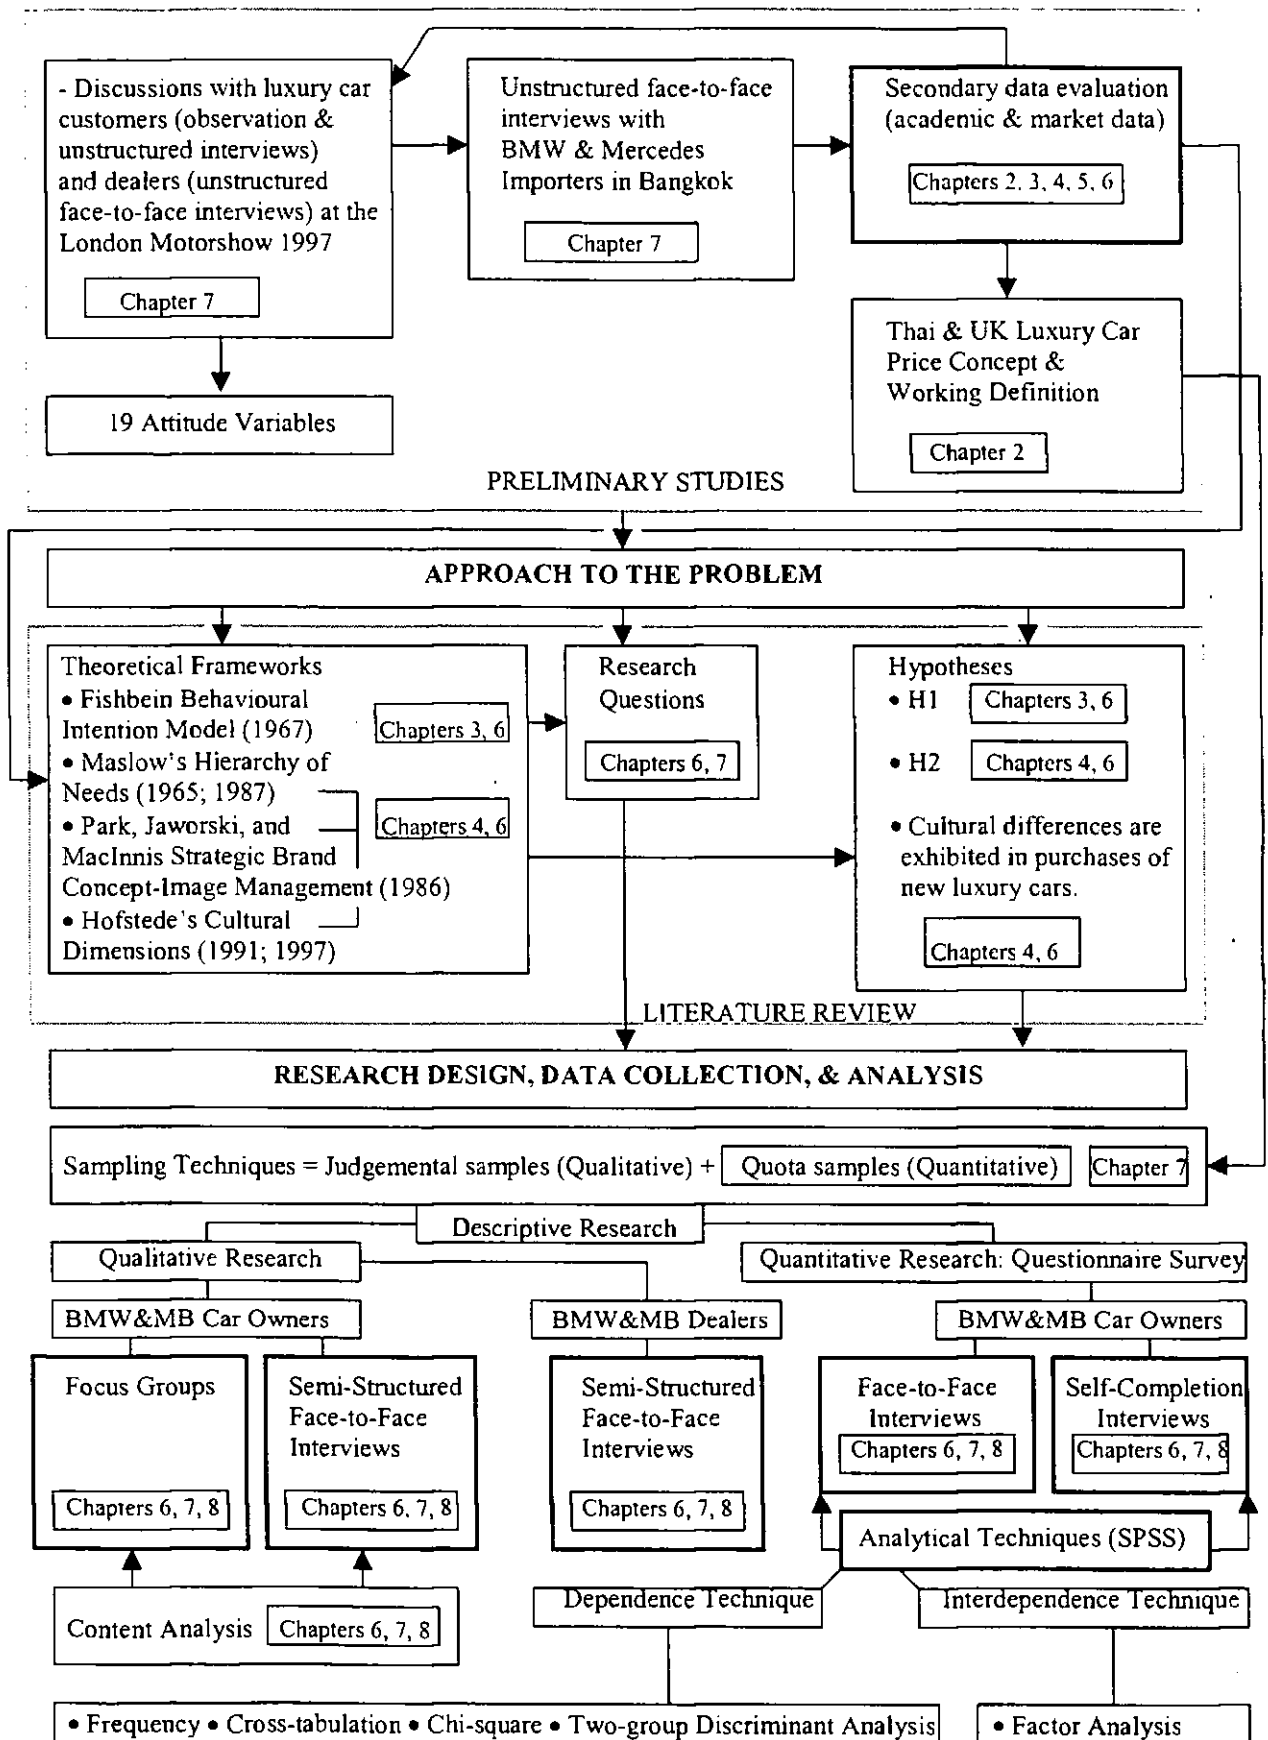 - Discussions with luxury car
customers (observation &
unstructured interviews)
and dealers (unstructured
face-to-face interviews) at the
London Motorshow 1997
Chapter 7
Unstructured face-to-face
interviews with
BMW & Mercedes
Importers in Bangkok
Chapter 7
Secondary data evaluation
(academic & market data)
Chapters 2, 3, 4, 5, 6
19 Attitude Variables
Thai & UK Luxury Car
Price Concept &
Working Definition
Chapter 2
PRELIMINARY STUDIES
APPROACH TO THE PROBLEM
Theoretical Frameworks
• Fishbein Behavioural
Intention Model (1967)
Chapters 3, 6
• Maslow's Hierarchy of
Needs (1965; 1987)
• Park, Jaworski, and
Chapters 4, 6
MacInnis Strategic Brand
Concept-Image Management (1986)
• Hofstede's Cultural
Dimensions (1991; 1997)
Research
Questions
Chapters 6, 7
Hypotheses
• H1 Chapters 3, 6
• H2 Chapters 4, 6
• Cultural differences are
exhibited in purchases of
new luxury cars.
Chapters 4, 6
LITERATURE REVIEW
RESEARCH DESIGN, DATA COLLECTION, & ANALYSIS
Sampling Techniques = Judgemental samples (Qualitative) + Quota samples (Quantitative) Chapter 7
Descriptive Research
Qualitative Research
Quantitative Research: Questionnaire Survey
BMW&MB Car Owners
BMW&MB Dealers
BMW&MB Car Owners
Focus Groups
Chapters 6, 7, 8
Semi-Structured
Face-to-Face
Interviews
Chapters 6, 7, 8
Semi-Structured
Face-to-Face
Interviews
Chapters 6, 7, 8
Face-to-Face
Interviews
Chapters 6, 7, 8
Self-Completion
Interviews
Chapters 6, 7, 8
Analytical Techniques (SPSS)
Content Analysis Chapters 6, 7, 8
Dependence Technique
Interdependence Technique
• Frequency • Cross-tabulation • Chi-square • Two-group Discriminant Analysis
• Factor Analysis